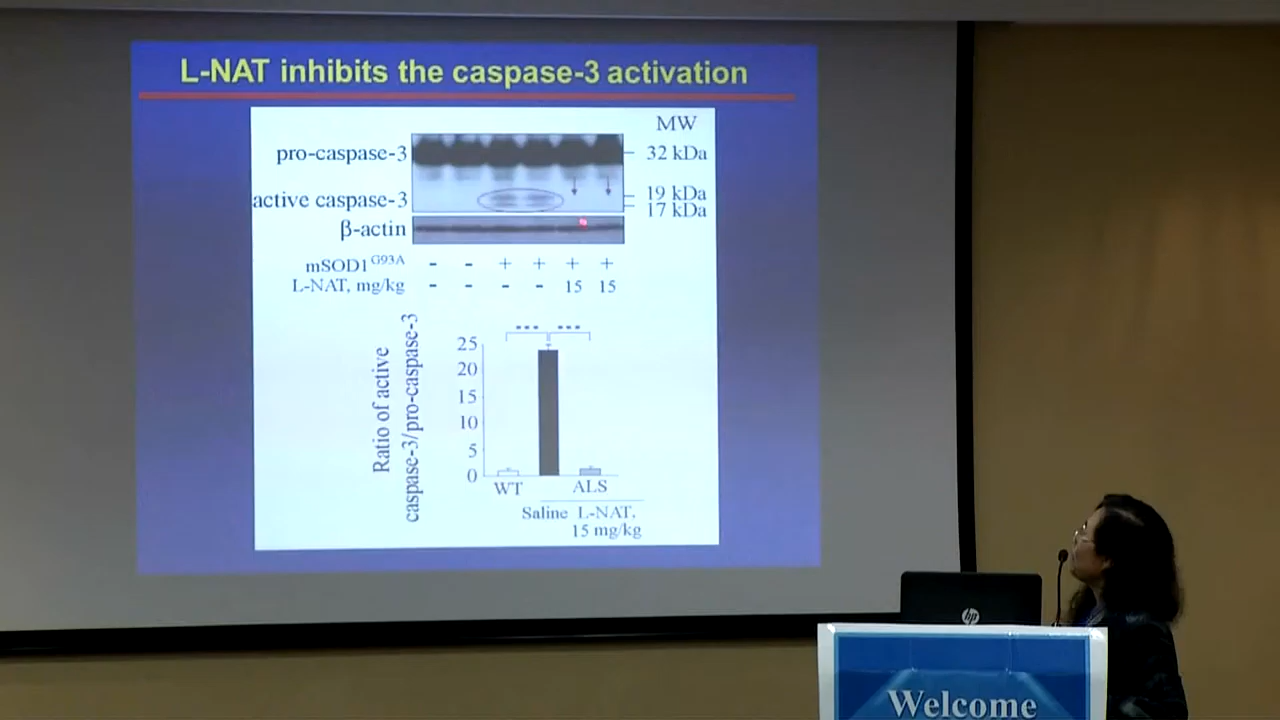 L-NAT inhibits the caspase-3 activation
MW
pro-caspase-3
32 kDa
active caspase-3
19 kDa
17 kDa
β-actin
mSOD1G93A - - + + + +
L-NAT, mg/kg - - - - 15 15
Ratio of active
caspase-3/pro-caspase-3
*** ***
25
20
15
10
5
0
WT ALS
Saline L-NAT,
15 mg/kg
hp
Welcome